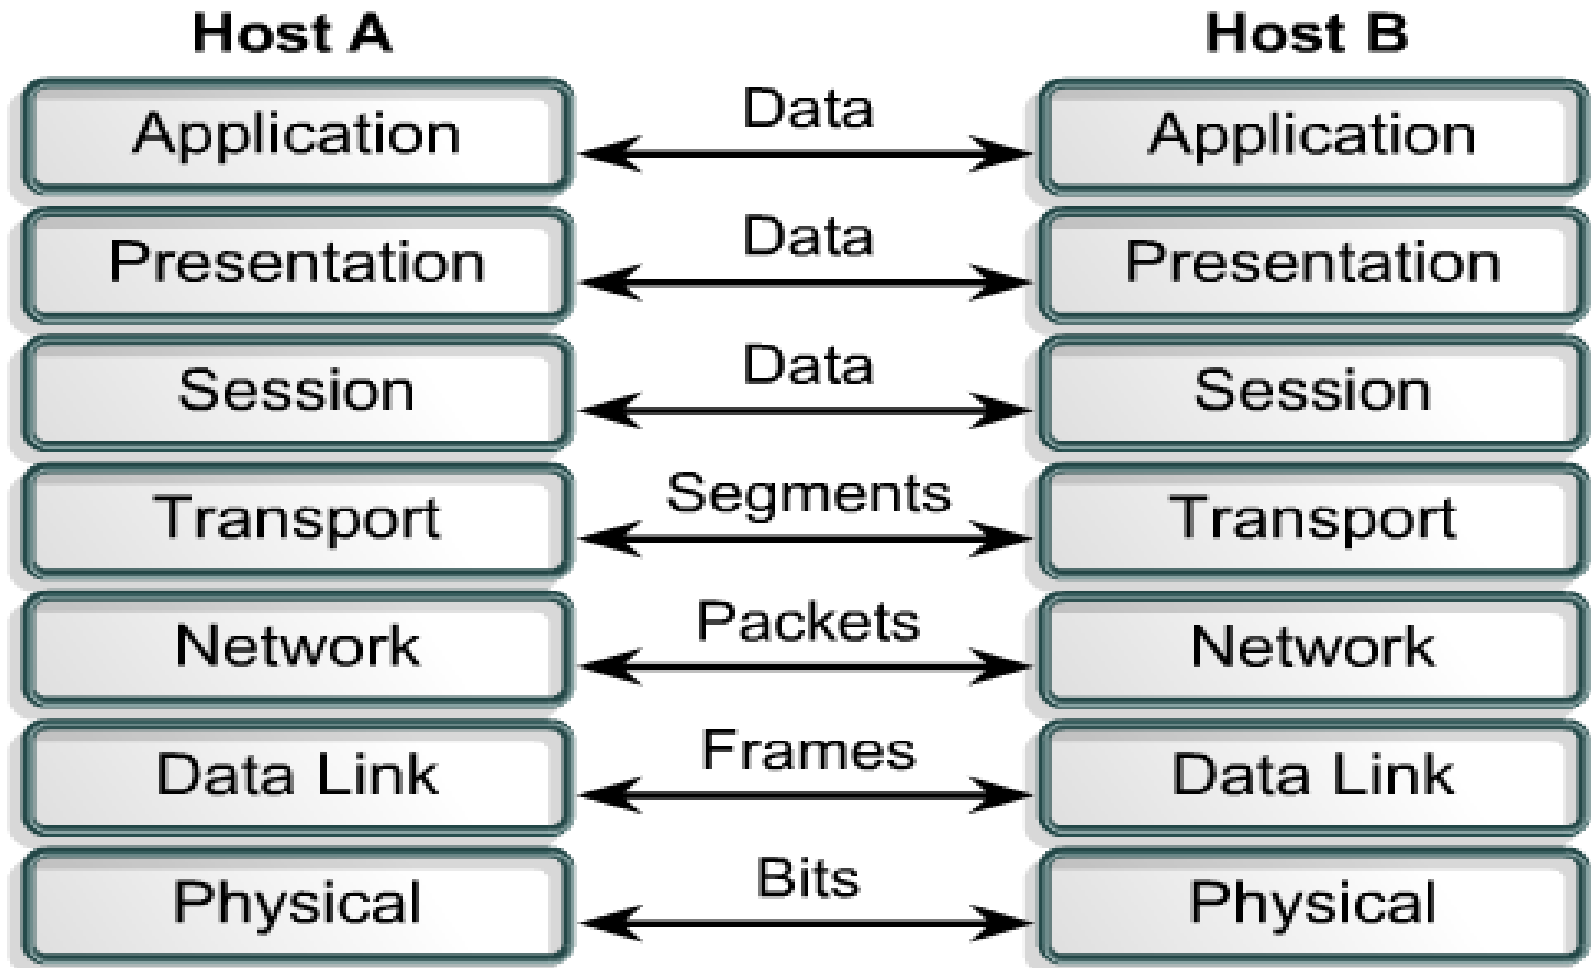 Host A Host B
Application Data Application
Presentation Data Presentation
Session Data Session
Transport Segments Transport
Network Packets Network
Data Link Frames Data Link
Physical Bits Physical